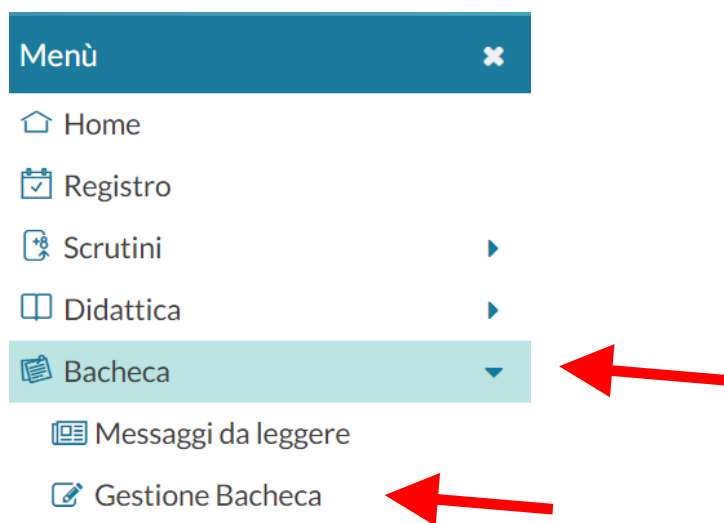 Menù
Home
Registro
Scrutini
Didattica
Bacheca
Messaggi da leggere
Gestione Bacheca